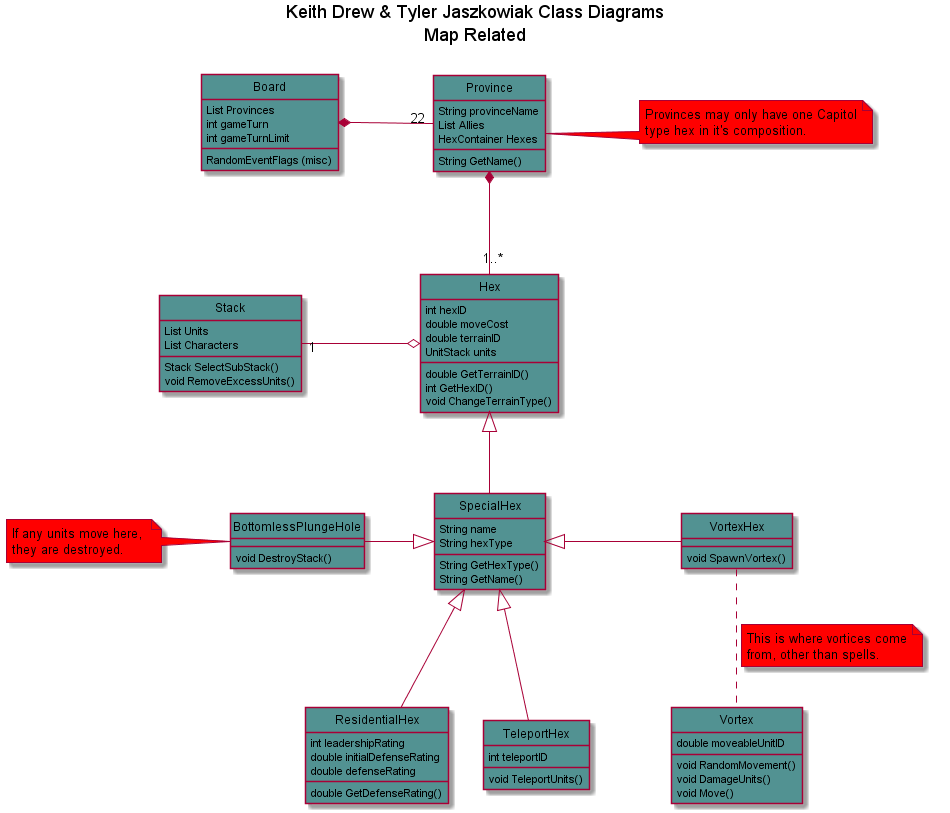 Keith Drew & Tyler Jaszkowiak Class Diagrams
Map Related
Board
List Provinces
int gameTurn
int gameTurnLimit
RandomEventFlags (misc)
22
Province
String provinceName
List Allies
HexContainer Hexes
String GetName()
Provinces may only have one Capitol
type hex in it's composition.
1..*
Stack
List Units
List Characters
Stack SelectSubStack()
void RemoveExcessUnits()
1
Hex
int hexID
double moveCost
double terrainID
UnitStack units
double GetTerrainID()
int GetHexID()
void ChangeTerrainType()
If any units move here,
they are destroyed.
BottomlessPlungeHole
void DestroyStack()
SpecialHex
String name
String hexType
String GetHexType()
String GetName()
VortexHex
void SpawnVortex()
This is where vortices come
from, other than spells.
ResidentialHex
int leadershipRating
double initialDefenseRating
double defenseRating
double GetDefenseRating()
TeleportHex
int teleportID
void TeleportUnits()
Vortex
double moveableUnitID
void RandomMovement()
void DamageUnits()
void Move()